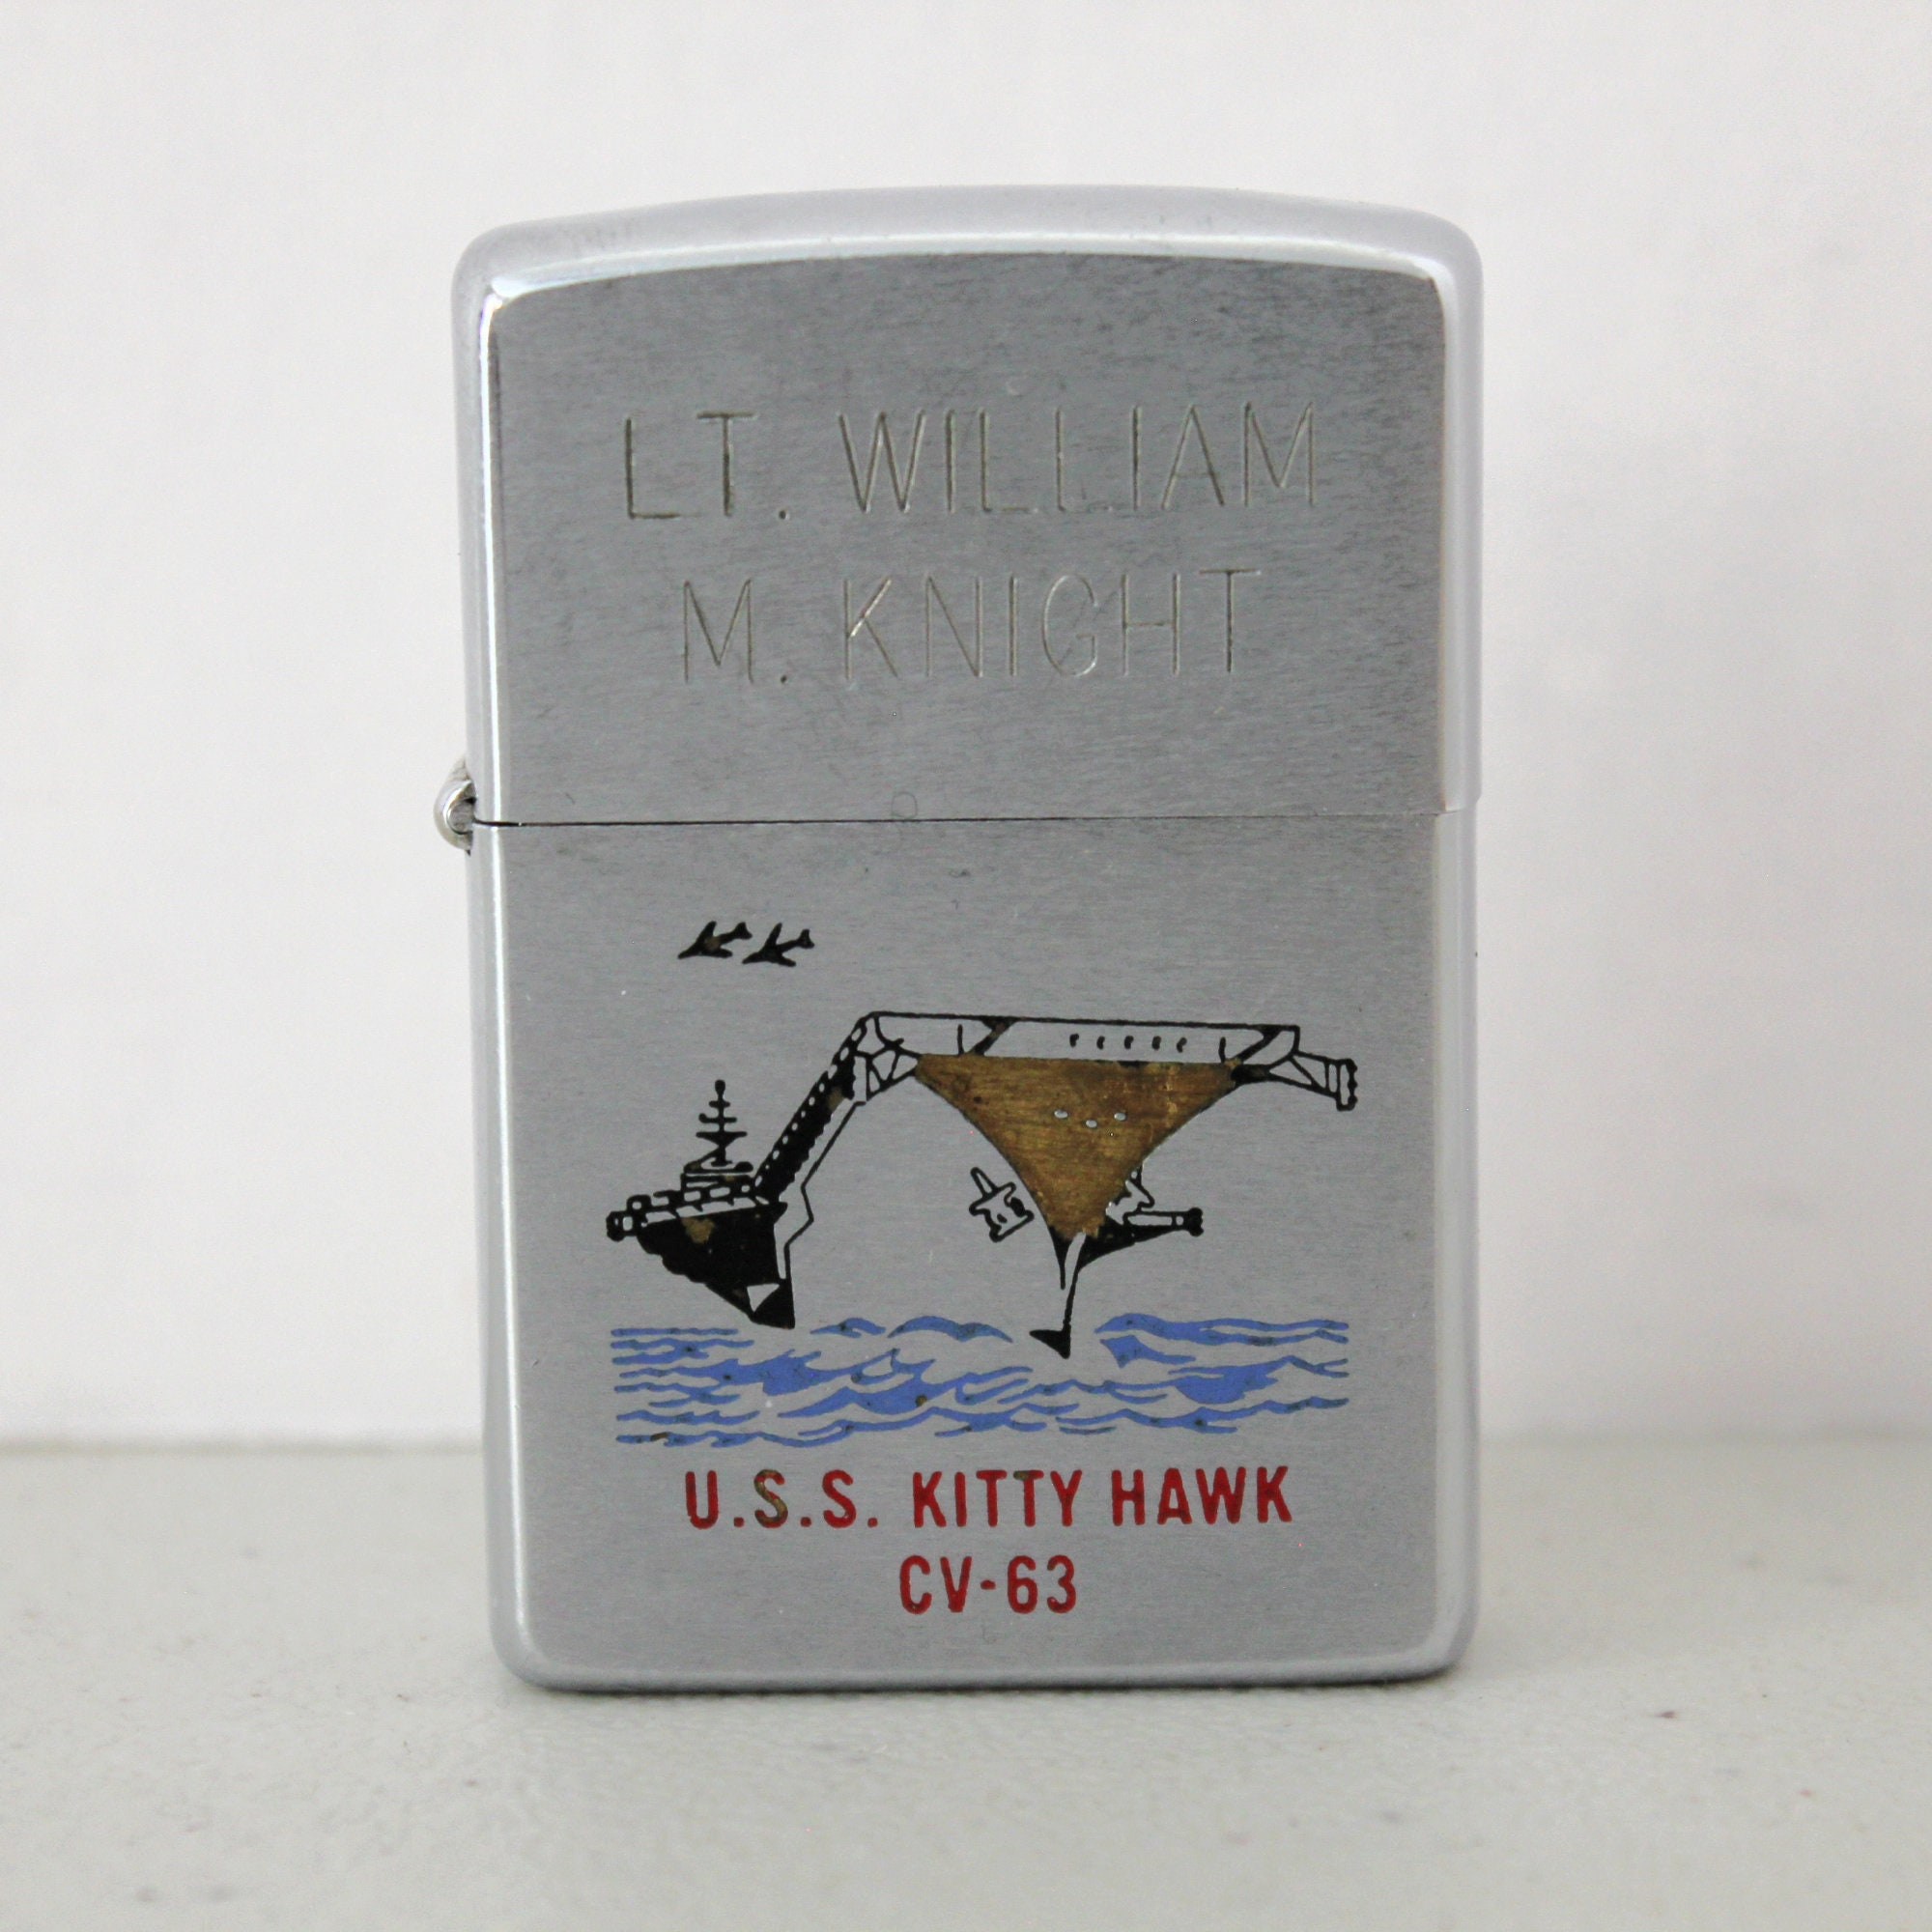 LT. WILLIAM
M. KNIGHT
U.S.S. KITTY HAWK
CV-63